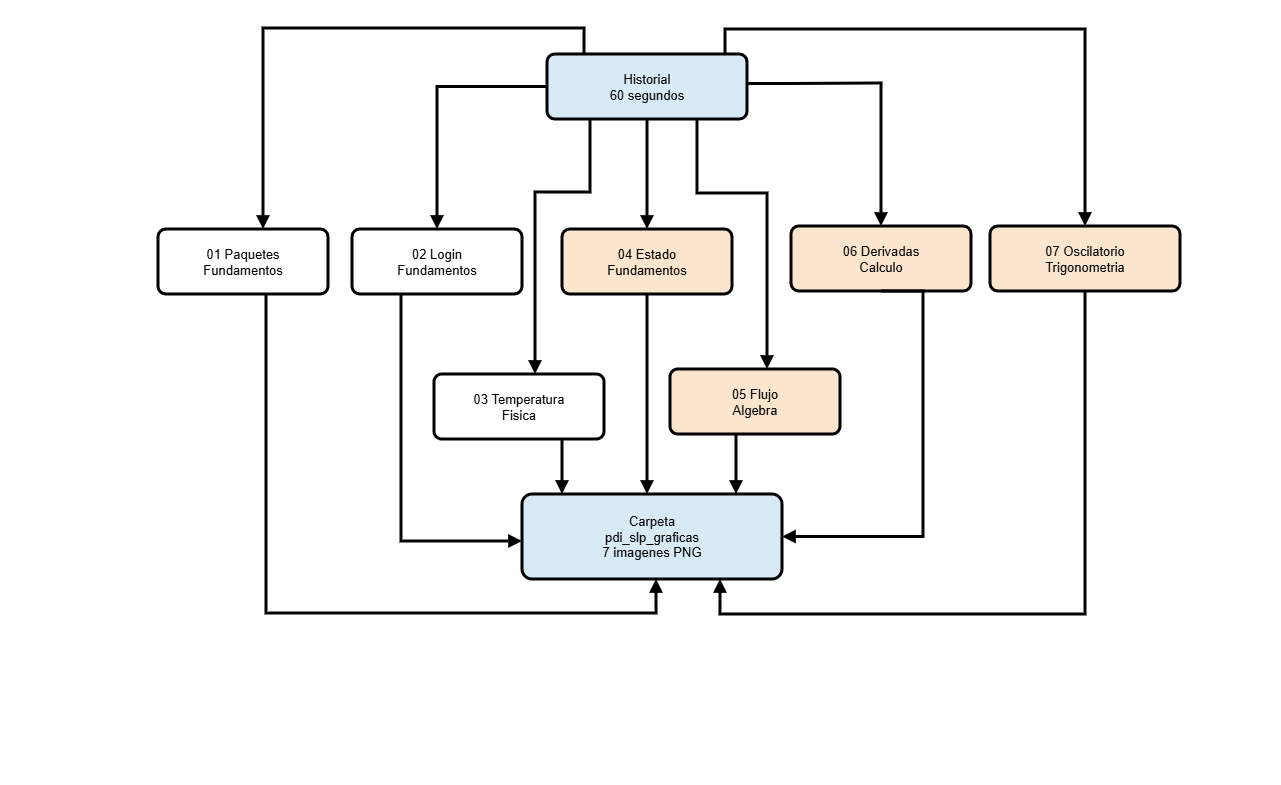 Historial
60 segundos
01 Paquetes
Fundamentos
02 Login
Fundamentos
04 Estado
Fundamentos
06 Derivadas
Calculo
07 Oscilatorio
Trigonometria
03 Temperatura
Fisica
05 Flujo
Algebra
Carpeta
pdi_slp_graficas
7 imagenes PNG